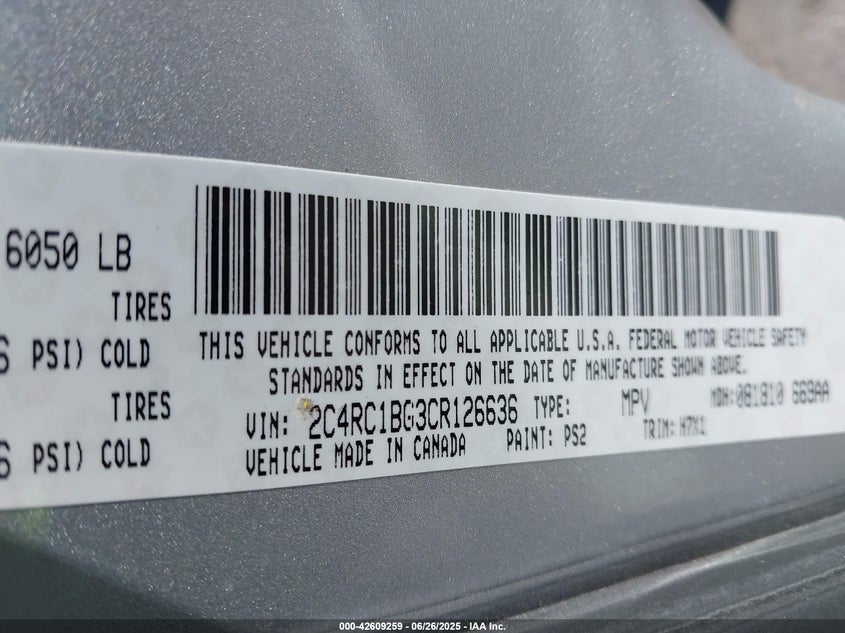 6050 LB
TIRES
PSI) COLD
TIRES
PSI) COLD
THIS VEHICLE CONFORMS TO ALL APPLICABLE U.S.A. FEDERAL MOTOR VEHICLE SAFETY
STANDARDS IN EFFECT ON THE DATE OF MANUFACTURE SHOWN ABOVE.
VIN: 2C4RC1BG3CR126636 TYPE: MPV MDH: 081810 669AA
VEHICLE MADE IN CANADA PAINT: PS2 TRIM: H7X1
000-42609259 - 06/26/2025 - IAA Inc.